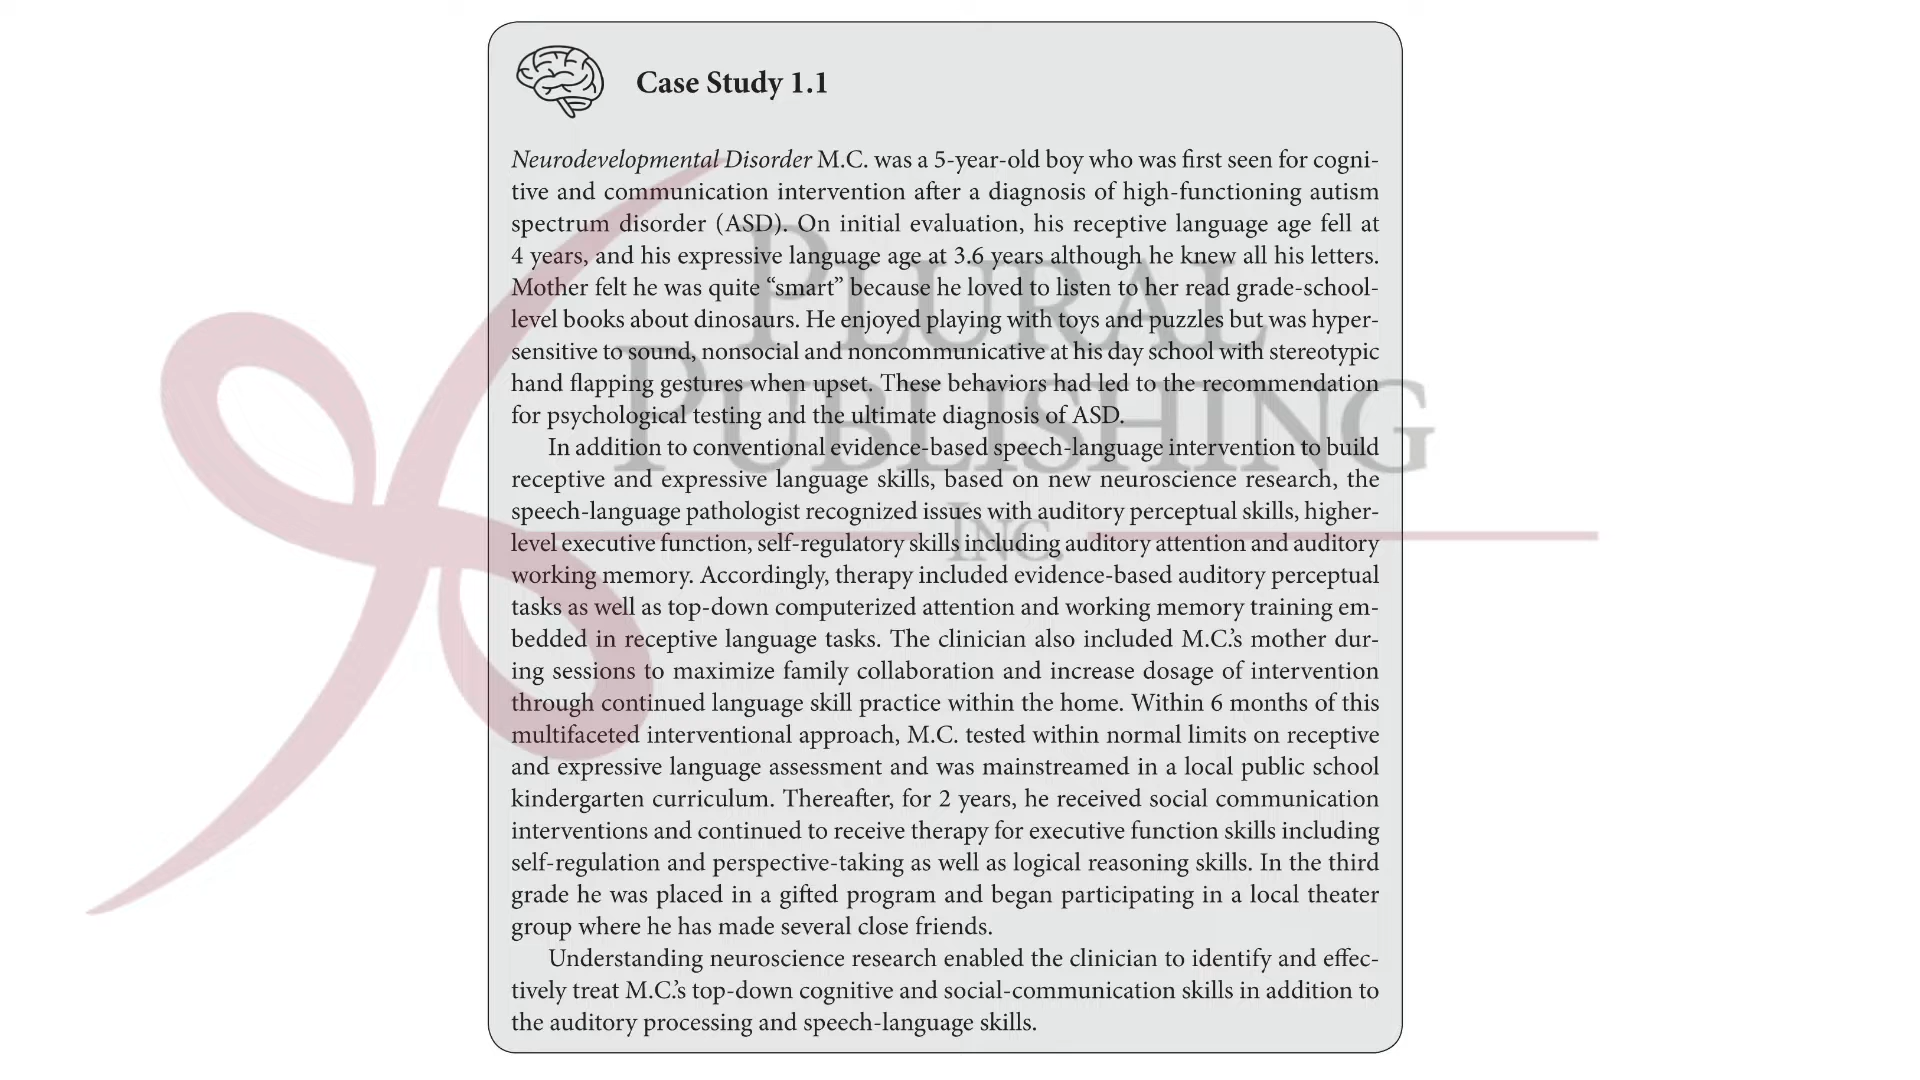 Case Study 1.1
Neurodevelopmental Disorder M.C. was a 5-year-old boy who was first seen for cogni-
tive and communication intervention after a diagnosis of high-functioning autism
spectrum disorder (ASD). On initial evaluation, his receptive language age fell at
4 years, and his expressive language age at 3.6 years although he knew all his letters.
Mother felt he was quite “smart” because he loved to listen to her read grade-school-
level books about dinosaurs. He enjoyed playing with toys and puzzles but was hyper-
sensitive to sound, nonsocial and noncommunicative at his day school with stereotypic
hand flapping gestures when upset. These behaviors had led to the recommendation
for psychological testing and the ultimate diagnosis of ASD.
In addition to conventional evidence-based speech-language intervention to build
receptive and expressive language skills, based on new neuroscience research, the
speech-language pathologist recognized issues with auditory perceptual skills, higher-
level executive function, self-regulatory skills including auditory attention and auditory
working memory. Accordingly, therapy included evidence-based auditory perceptual
tasks as well as top-down computerized attention and working memory training em-
bedded in receptive language tasks. The clinician also included M.C.’s mother dur-
ing sessions to maximize family collaboration and increase dosage of intervention
through continued language skill practice within the home. Within 6 months of this
multifaceted interventional approach, M.C. tested within normal limits on receptive
and expressive language assessment and was mainstreamed in a local public school
kindergarten curriculum. Thereafter, for 2 years, he received social communication
interventions and continued to receive therapy for executive function skills including
self-regulation and perspective-taking as well as logical reasoning skills. In the third
grade he was placed in a gifted program and began participating in a local theater
group where he has made several close friends.
Understanding neuroscience research enabled the clinician to identify and effec-
tively treat M.C.’s top-down cognitive and social-communication skills in addition to
the auditory processing and speech-language skills.
PLURAL
PUBLISHING
INC.